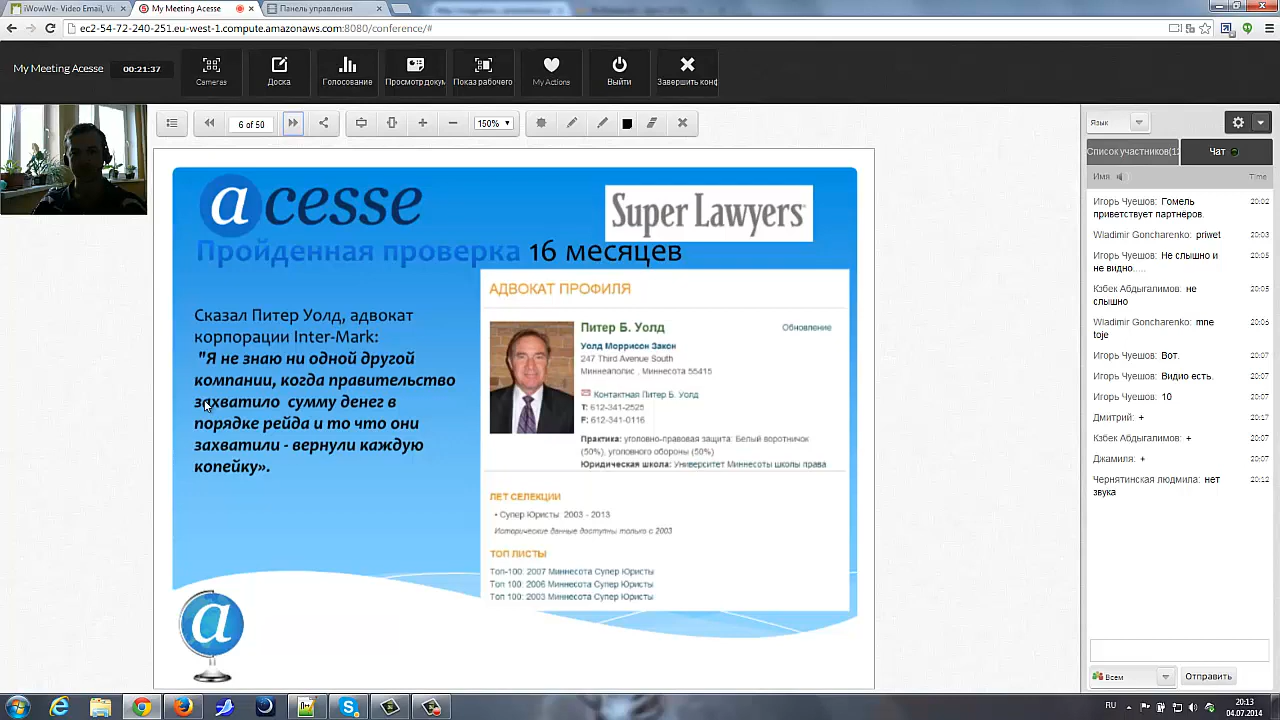 iWowWe- Video Email, Vi
My Meeting Acesse
Панель управления
ec2-54-72-240-251.eu-west-1.compute.amazonaws.com:8080/conference/#
My Meeting Acesse
00:21:37
Cameras
Доска
Голосование
Просмотр докум
Показ рабочего
My Actions
Выйти
Завершить конф
6 of 50
150%
acesse
Super Lawyers
Пройденная проверка 16 месяцев
Сказал Питер Уолд, адвокат
корпорации Inter-Mark:
"Я не знаю ни одной другой
компании, когда правительство
захватило сумму денег в
порядке рейда и то что они
захватили - вернули каждую
копейку».
АДВОКАТ ПРОФИЛЯ
Питер Б. Уолд
Обновление
Уолд Моррисон Закон
247 Third Avenue South
Миннеаполис , Миннесота 55415
Контактная Питер Б. Уолд
T: 612-341-2525
F: 612-341-0116
Практика: уголовно-правовая защита: Белый воротничок
(50%), уголовного обороны (50%)
Юридическая школа: Университет Миннесоты школы права
ЛЕТ СЕЛЕКЦИИ
• Супер Юристы: 2003 - 2013
Исторические данные доступны только с 2003
ТОП ЛИСТЫ
Топ-100: 2007 Миннесота Супер Юристы
Топ 100: 2006 Миннесота Супер Юристы
Топ 100: 2003 Миннесота Супер Юристы
a
Язык
Список участников(12
Чат
Имя
Time
Игорь Чуешов: Гомель 20:02
приветствует партнеров.
Wladimir Goncharenko: privet 20:03
Игорь Чуешов: Не слышно и 20:05
не видно.....
Кзбек Абдыгалимов: не 20:05
слышно
Wladimir Goncharenko: mne 20:05
toje
Игорь Чуешов: Вот. 20:07
Игорь Чуешов: Видио есть. 20:07
Игорь Чуешов: 10 20:07
Дмитрий: + 20:17
Кзбек Абдыгалимов: + 20:07
Джамиля: + 20:07
Чернятинская людмила: нет 20:12
звука
Всем
Отправить
RU
20:13
04.07.2014